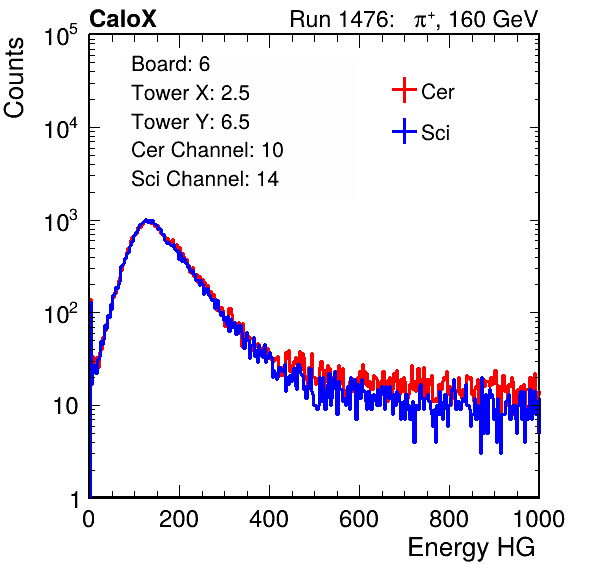 CaloX Run 1476: π⁺, 160 GeV
Board: 6
Tower X: 2.5
Tower Y: 6.5
Cer Channel: 10
Sci Channel: 14
Cer
Sci
Counts
10⁵
10⁴
10³
10²
10
1
0 200 400 600 800 1000
Energy HG